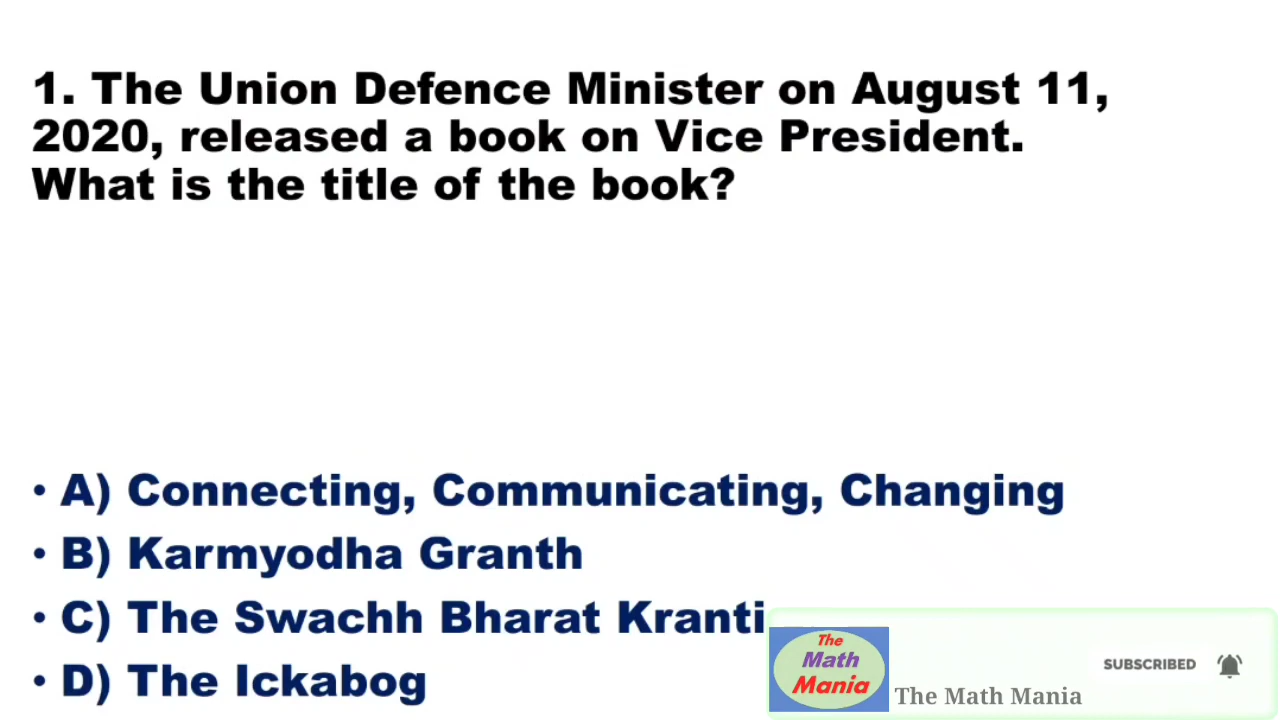 1. The Union Defence Minister on August 11,
2020, released a book on Vice President.
What is the title of the book?
• A) Connecting, Communicating, Changing
• B) Karmyodha Granth
• C) The Swachh Bharat Kranti
• D) The Ickabog
The
Math
Mania
The Math Mania
SUBSCRIBED